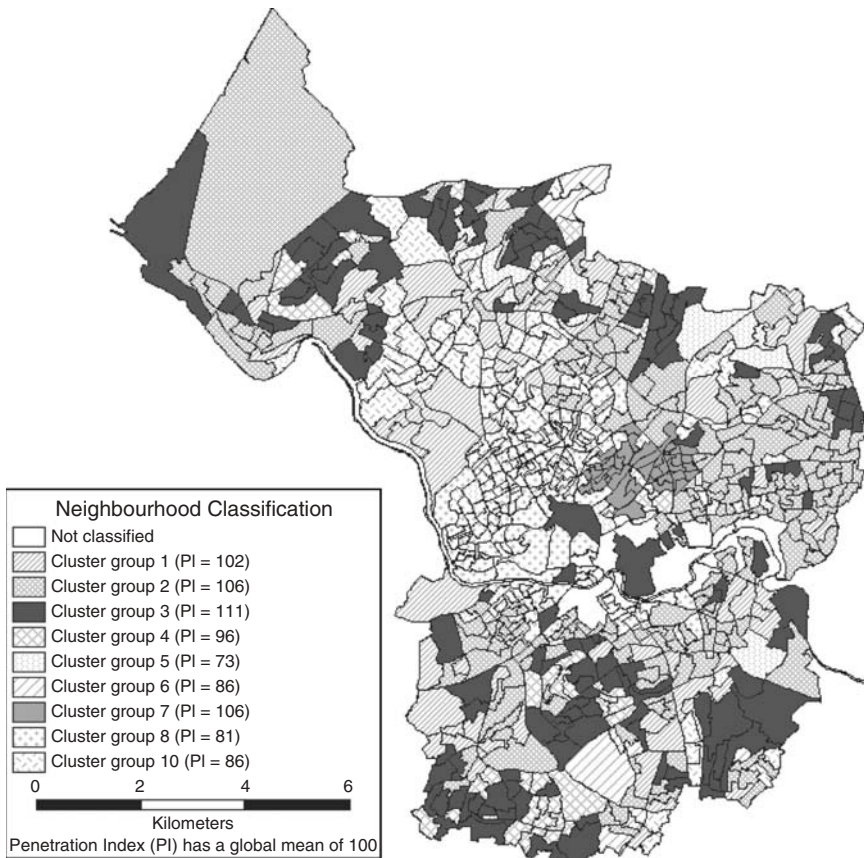 Neighbourhood Classification
Not classified
Cluster group 1 (PI = 102)
Cluster group 2 (PI = 106)
Cluster group 3 (PI = 111)
Cluster group 4 (PI = 96)
Cluster group 5 (PI = 73)
Cluster group 6 (PI = 86)
Cluster group 7 (PI = 106)
Cluster group 8 (PI = 81)
Cluster group 10 (PI = 86)
0 2 4 6
Kilometers
Penetration Index (PI) has a global mean of 100